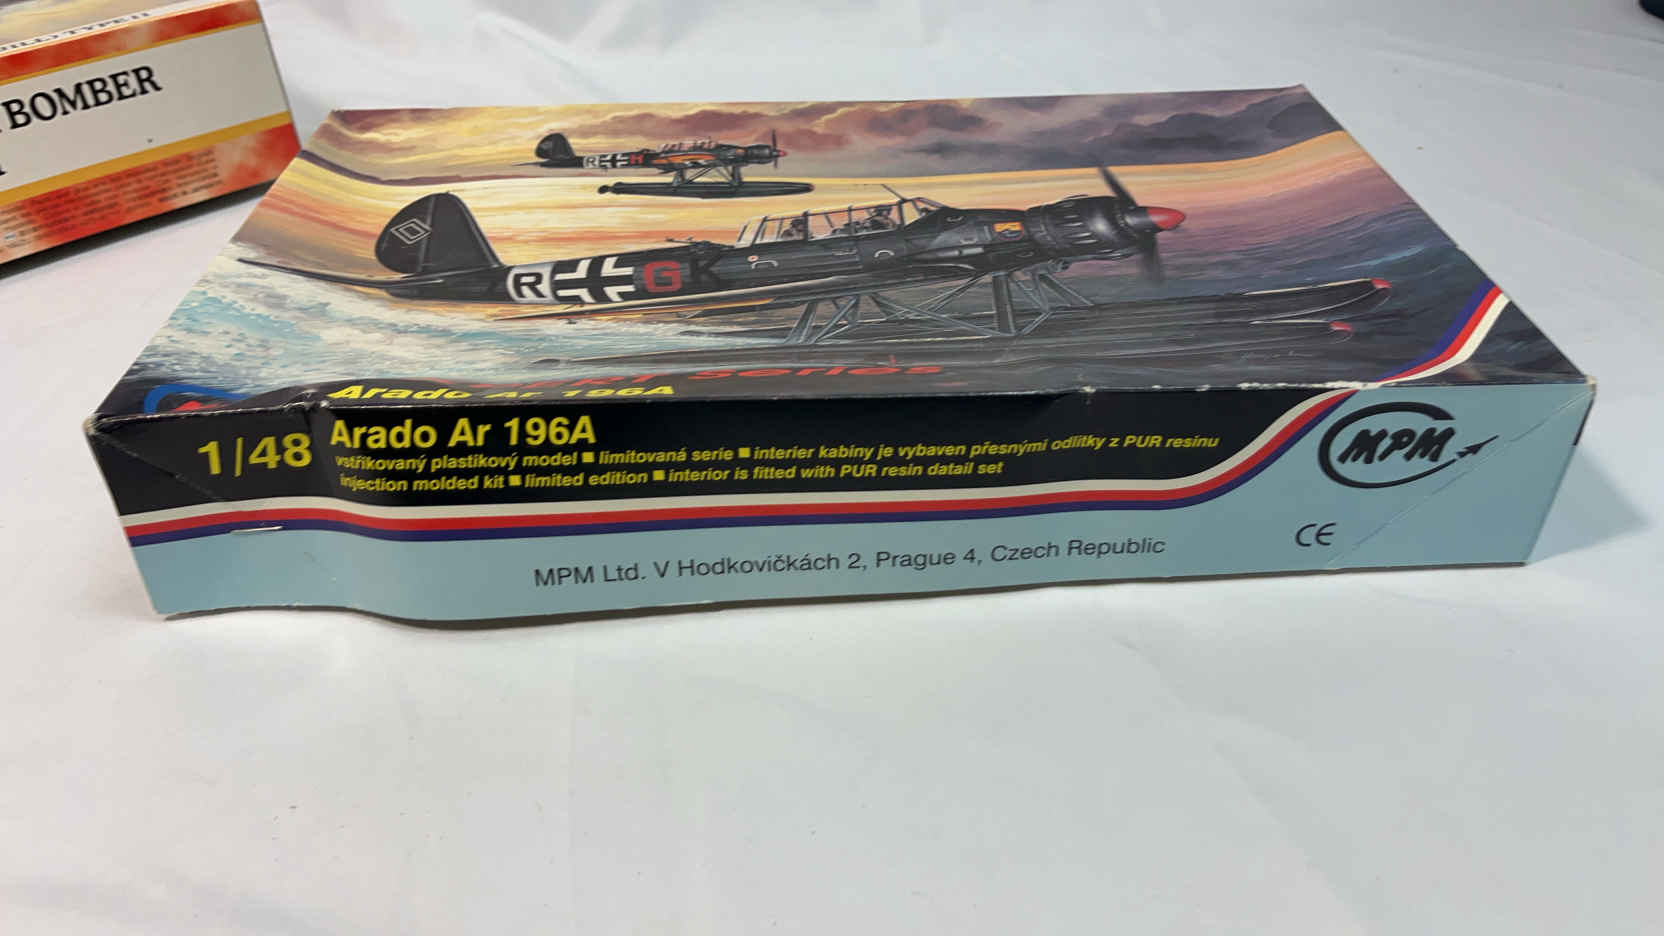 BOMBER
R H
R G K
series
Arado Ar 196A
1/48 Arado Ar 196A
vstřikovaný plastikový model ■ limitovaná serie ■ interier kabiny je vybaven přesnými odlitky z PUR resinu
injection molded kit ■ limited edition ■ interior is fitted with PUR resin datail set
MPM
MPM Ltd. V Hodkovičkách 2, Prague 4, Czech Republic
CE